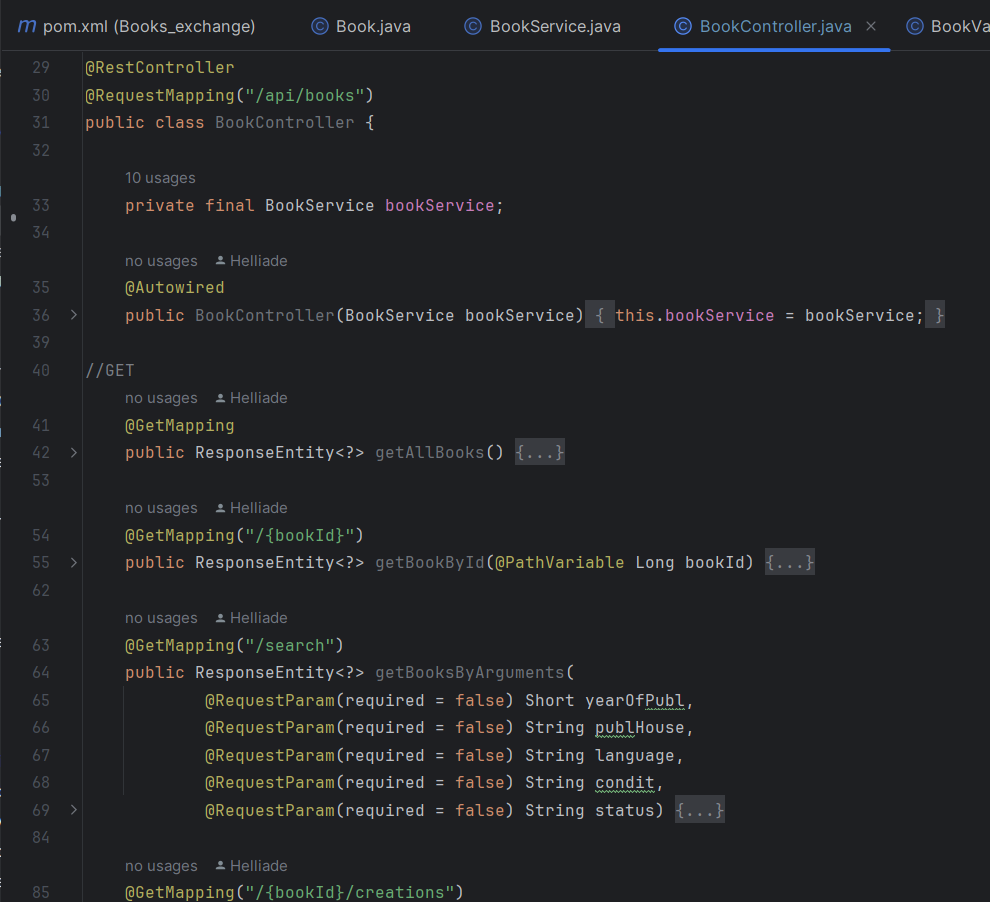 m pom.xml (Books_exchange) © Book.java © BookService.java © BookController.java × © BookVa
29 @RestController
30 @RequestMapping("/api/books")
31 public class BookController {
32
10 usages
33 private final BookService bookService;
34
no usages Helliade
35 @Autowired
36 public BookController(BookService bookService) { this.bookService = bookService; }
39
40 //GET
no usages Helliade
41 @GetMapping
42 public ResponseEntity<?> getAllBooks() {...}
53
no usages Helliade
54 @GetMapping("/{bookId}")
55 public ResponseEntity<?> getBookById(@PathVariable Long bookId) {...}
62
no usages Helliade
63 @GetMapping("/search")
64 public ResponseEntity<?> getBooksByArguments(
65 @RequestParam(required = false) Short yearOfPubl,
66 @RequestParam(required = false) String publHouse,
67 @RequestParam(required = false) String language,
68 @RequestParam(required = false) String condit,
69 @RequestParam(required = false) String status) {...}
84
no usages Helliade
85 @GetMapping("/{bookId}/creations")